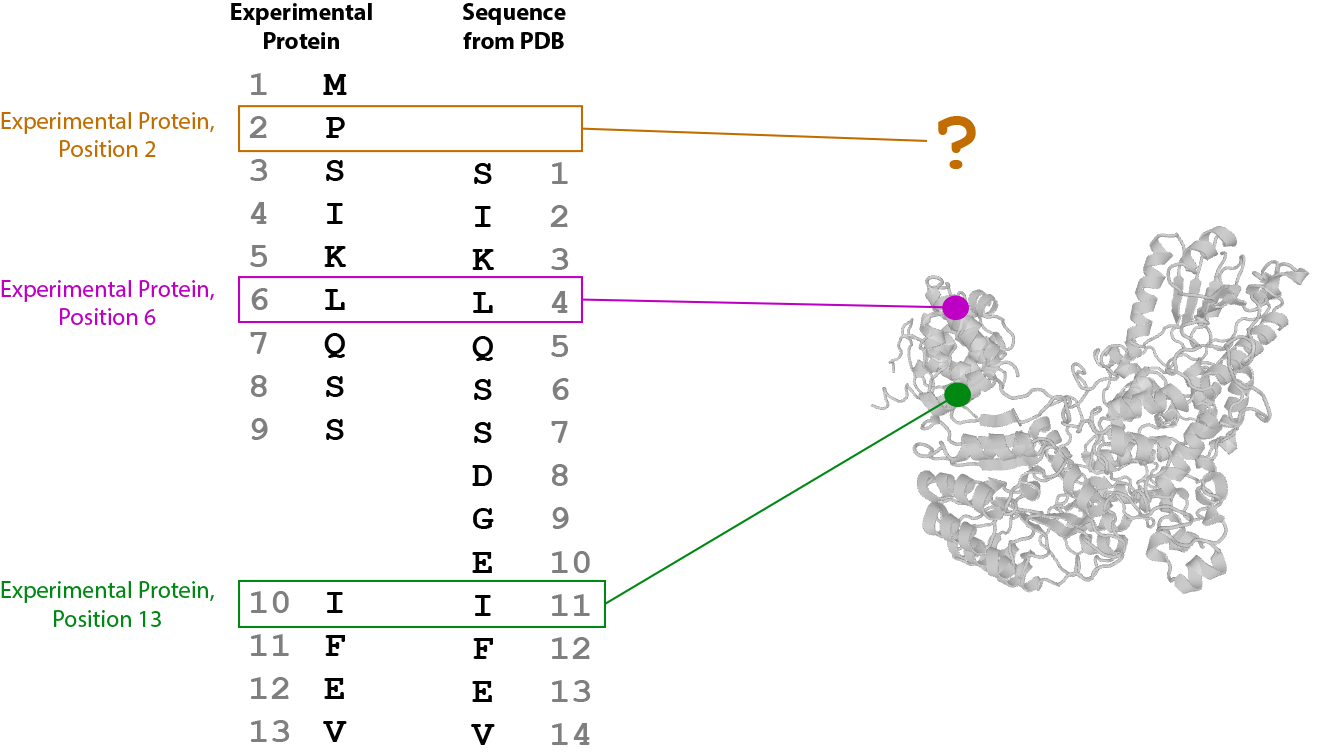 Experimental Protein
Sequence from PDB
1 M
Experimental Protein, Position 2
2 P
?
3 S S 1
4 I I 2
5 K K 3
Experimental Protein, Position 6
6 L L 4
7 Q Q 5
8 S S 6
9 S S 7
D 8
G 9
E 10
Experimental Protein, Position 13
10 I I 11
11 F F 12
12 E E 13
13 V V 14